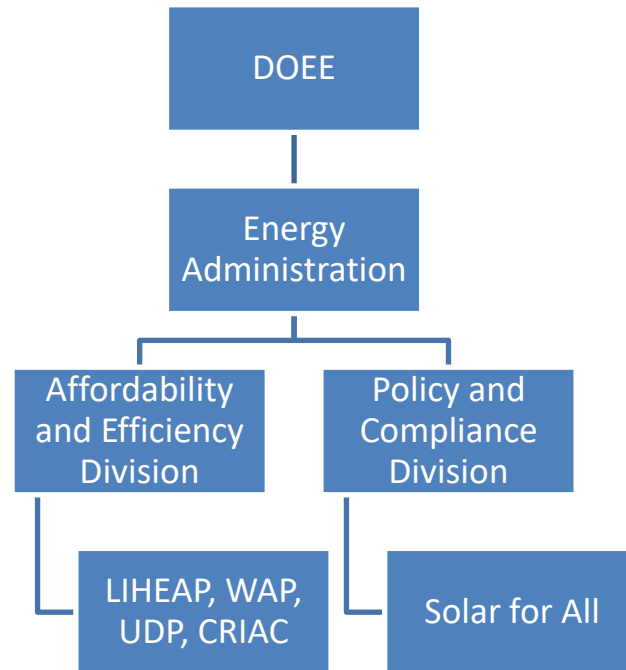 DOEE
Energy
Administration
Affordability
and Efficiency
Division
Policy and
Compliance
Division
LIHEAP, WAP,
UDP, CRIAC
Solar for All